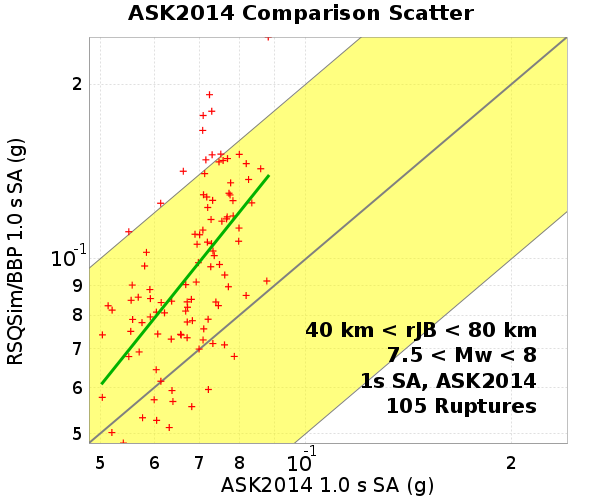 ASK2014 Comparison Scatter
RSQSim/BBP 1.0 s SA (g)
2
10-1
9
8
7
6
5
40 km < rJB < 80 km
7.5 < Mw < 8
1s SA, ASK2014
105 Ruptures
5 6 7 8 10-1 2
ASK2014 1.0 s SA (g)